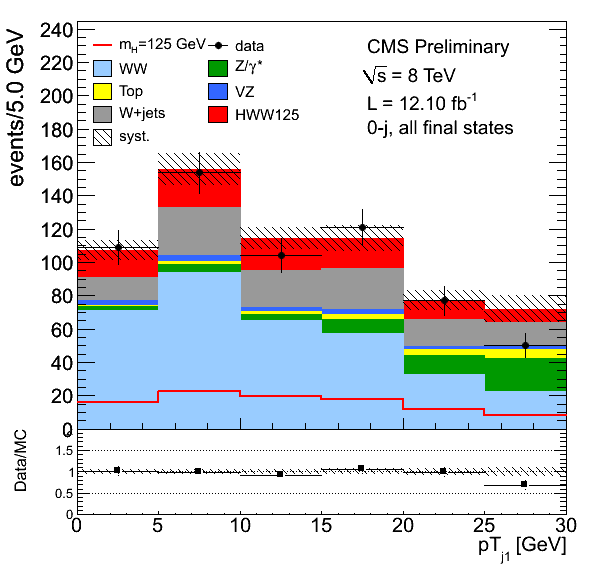 events/5.0 GeV
240
220
200
180
160
140
120
100
80
60
40
20
0
m_H=125 GeV
data
WW
Z/γ*
Top
VZ
W+jets
HWW125
syst.
CMS Preliminary
√s = 8 TeV
L = 12.10 fb⁻¹
0-j, all final states
Data/MC
2
1.5
1
0.5
0
0 5 10 15 20 25 30
pT_j1 [GeV]